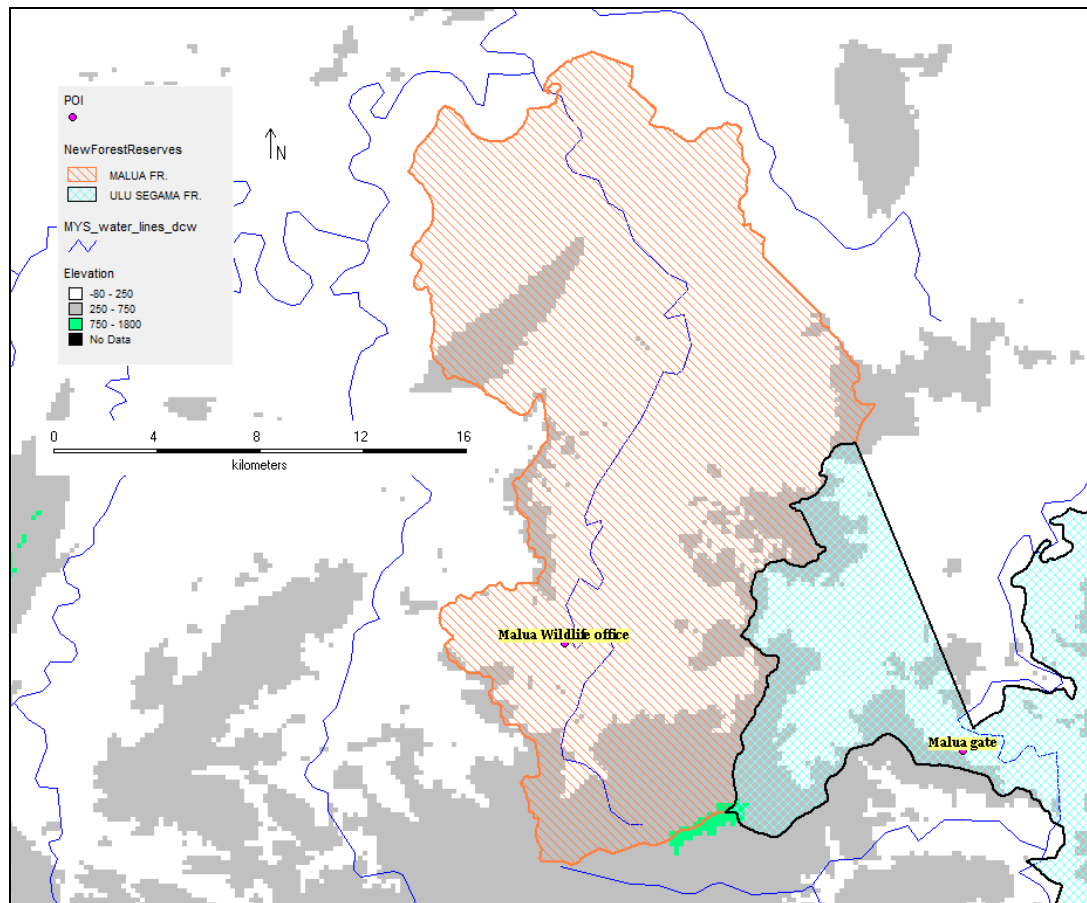 POI
N
NewForestReserves
MALUA FR.
ULU SEGAMA FR.
MYS_water_lines_dcw
Elevation
-80 - 250
250 - 750
750 - 1800
No Data
0 4 8 12 16
kilometers
Malua Wildlife office
Malua gate